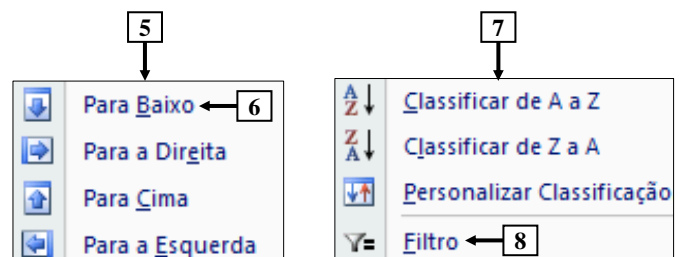 5
Para Baixo
6
Para a Direita
Para Cima
Para a Esquerda
7
Classificar de A a Z
Classificar de Z a A
Personalizar Classificação
Filtro
8